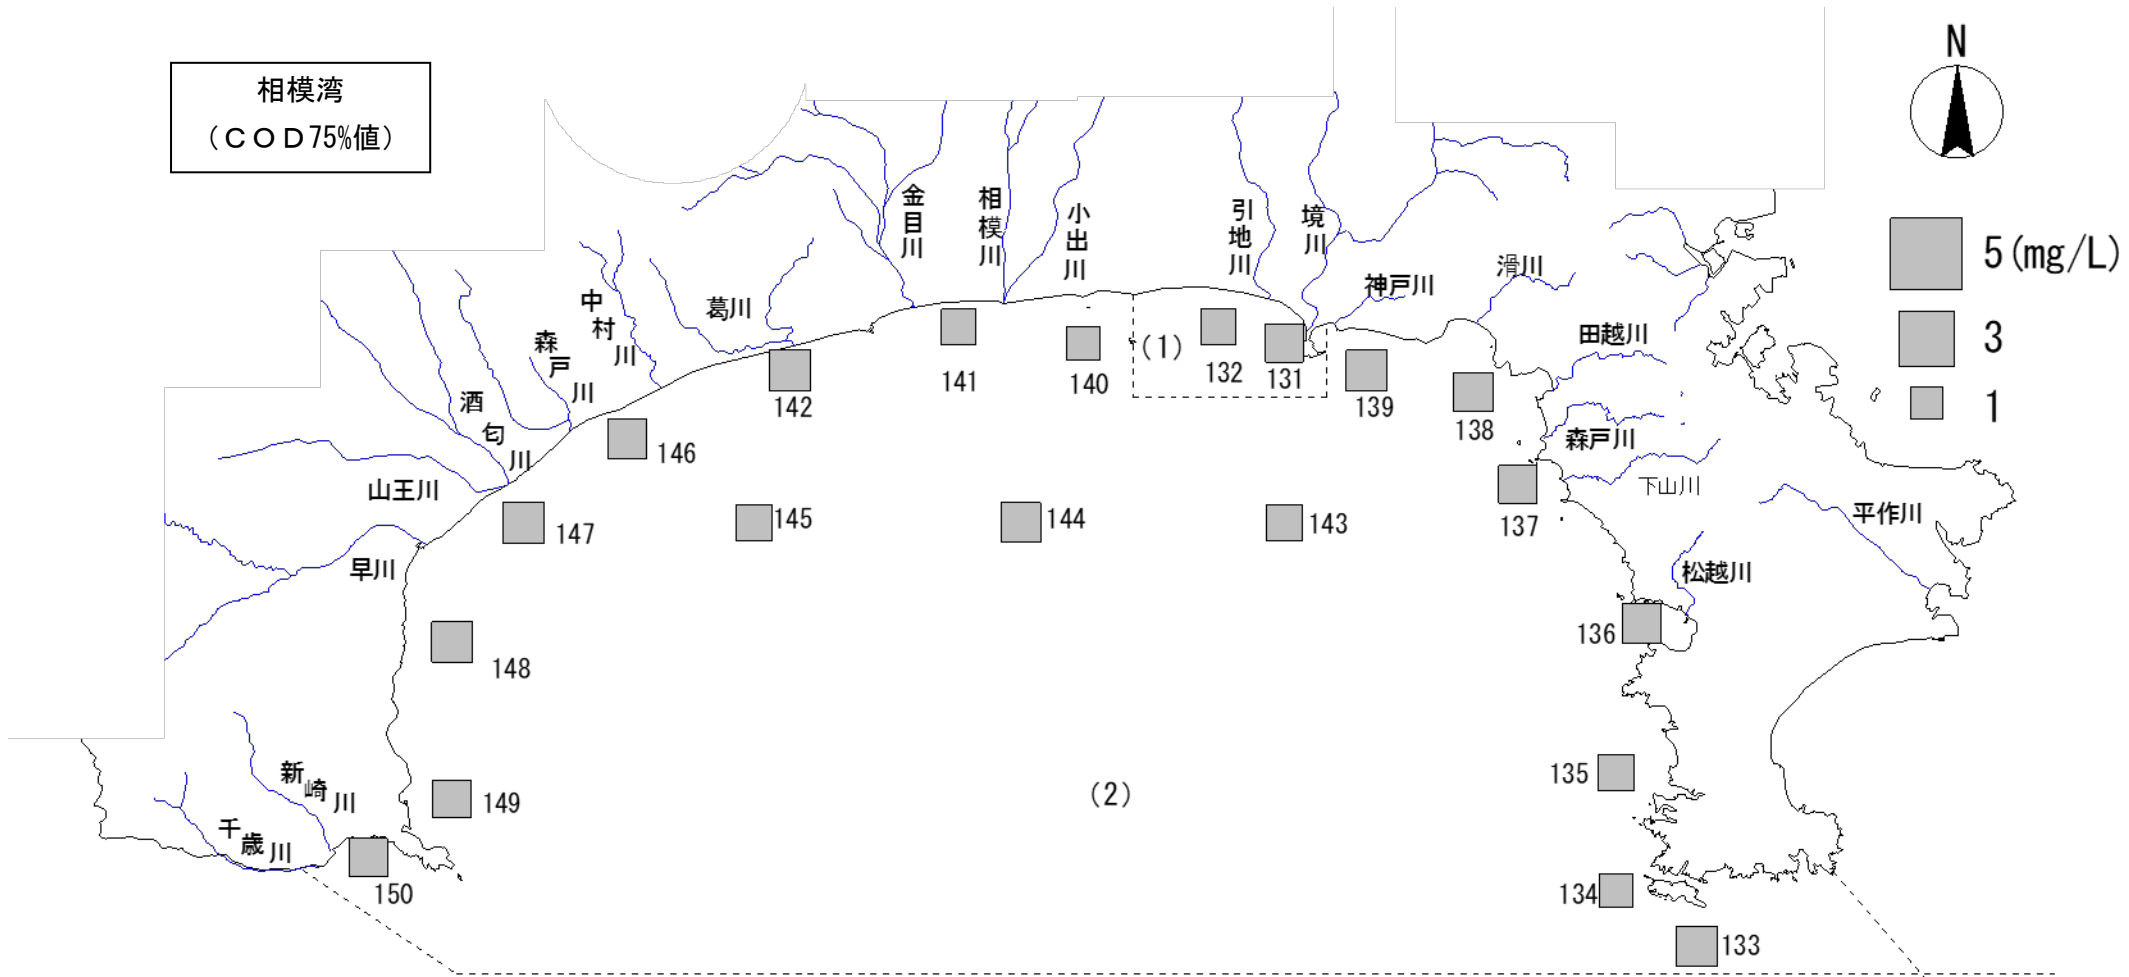 相模湾
（ＣＯＤ75%値）
N
5(mg/L)
3
1
金目川
相模川
小出川
引地川
境川
神戸川
滑川
田越川
森戸川
下山川
平作川
松越川
葛川
中村川
森戸川
酒匂川
山王川
早川
新崎川
千歳川
(1)
(2)
131
132
133
134
135
136
137
138
139
140
141
142
143
144
145
146
147
148
149
150